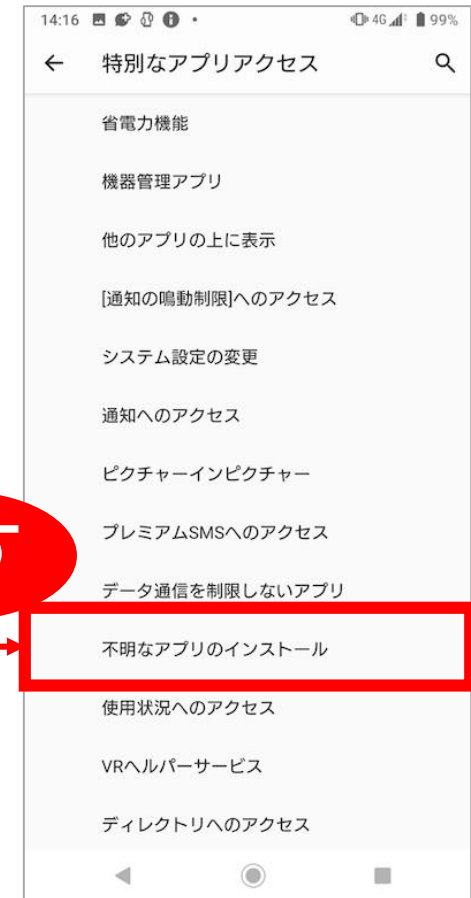 14:16 4G 99%
特別なアプリアクセス
省電力機能
機器管理アプリ
他のアプリの上に表示
[通知の鳴動制限]へのアクセス
システム設定の変更
通知へのアクセス
ピクチャーインピクチャー
プレミアムSMSへのアクセス
データ通信を制限しないアプリ
不明なアプリのインストール
使用状況へのアクセス
VRヘルパーサービス
ディレクトリへのアクセス